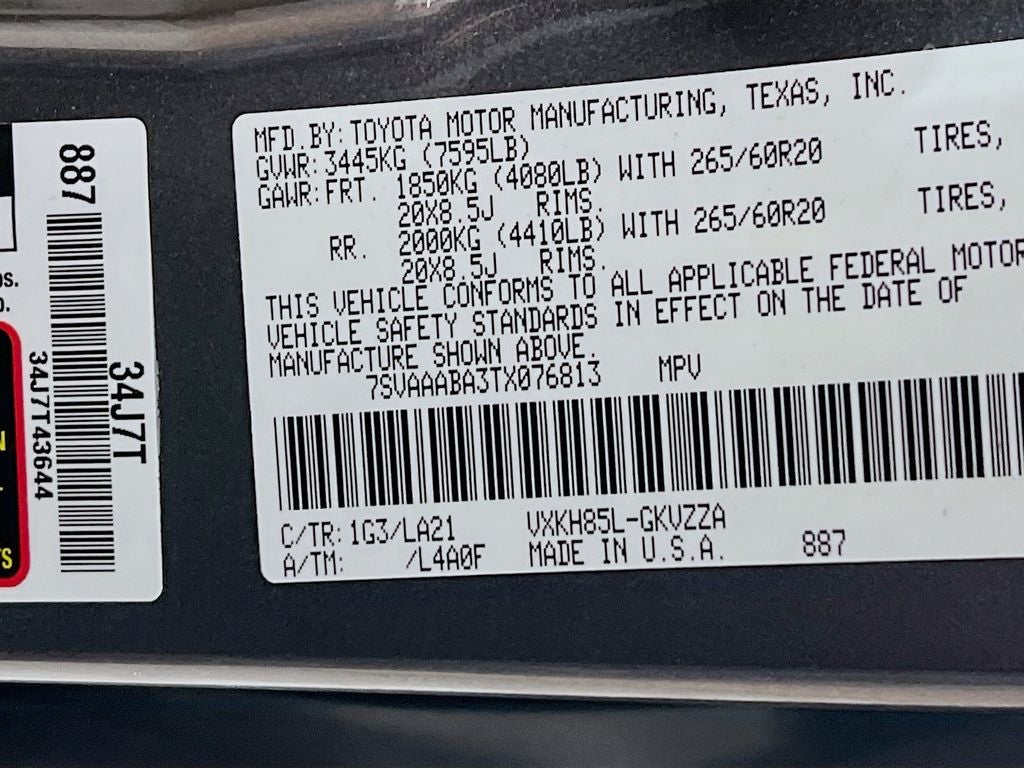 887
34J7T
34J7T43644
MFD.BY:TOYOTA MOTOR MANUFACTURING, TEXAS, INC.
GVWR:3445KG (7595LB)
GAWR:FRT. 1850KG (4080LB) WITH 265/60R20 TIRES,
20X8.5J RIMS,
RR. 2000KG (4410LB) WITH 265/60R20 TIRES,
20X8.5J RIMS.
THIS VEHICLE CONFORMS TO ALL APPLICABLE FEDERAL MOTOR
VEHICLE SAFETY STANDARDS IN EFFECT ON THE DATE OF
MANUFACTURE SHOWN ABOVE.
7SVAAABA3TX076813 MPV
C/TR:1G3/LA21 VXKH85L-GKVZZA
A/TM: /L4A0F MADE IN U.S.A. 887